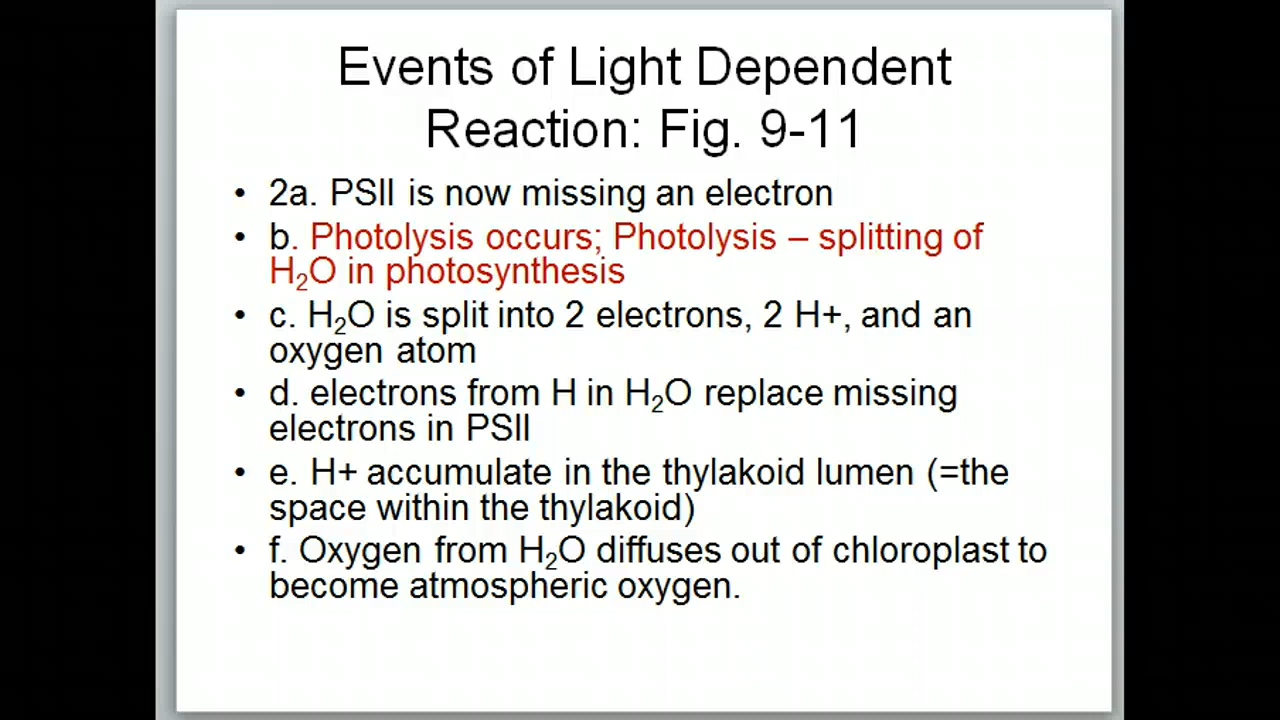 Events of Light Dependent
Reaction: Fig. 9-11
• 2a. PSII is now missing an electron
• b. Photolysis occurs; Photolysis – splitting of
H₂O in photosynthesis
• c. H₂O is split into 2 electrons, 2 H+, and an
oxygen atom
• d. electrons from H in H₂O replace missing
electrons in PSII
• e. H+ accumulate in the thylakoid lumen (=the
space within the thylakoid)
• f. Oxygen from H₂O diffuses out of chloroplast to
become atmospheric oxygen.